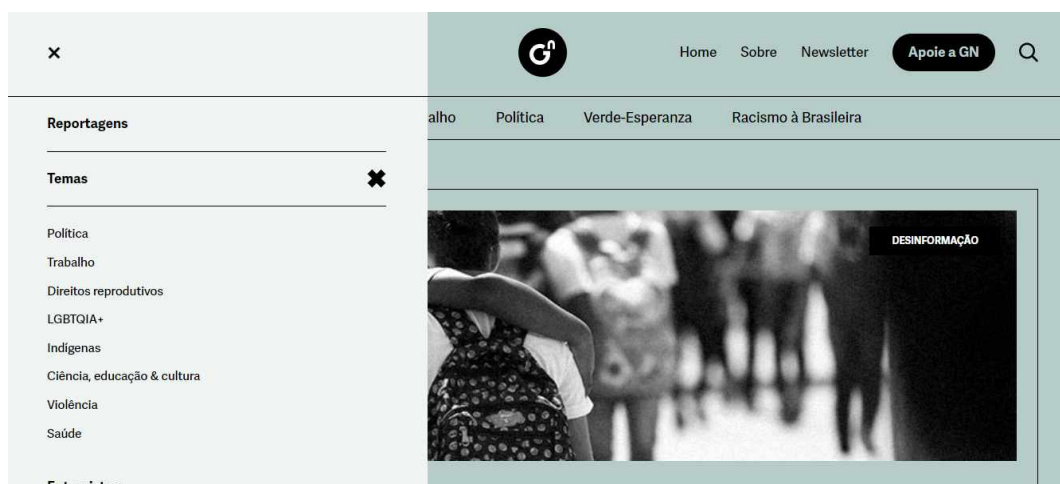 ×
Gn
Home Sobre Newsletter Apoie a GN
Reportagens
alho Política Verde-Esperanza Racismo à Brasileira
Temas
DESINFORMAÇÃO
Política
Trabalho
Direitos reprodutivos
LGBTQIA+
Indígenas
Ciência, educação & cultura
Violência
Saúde